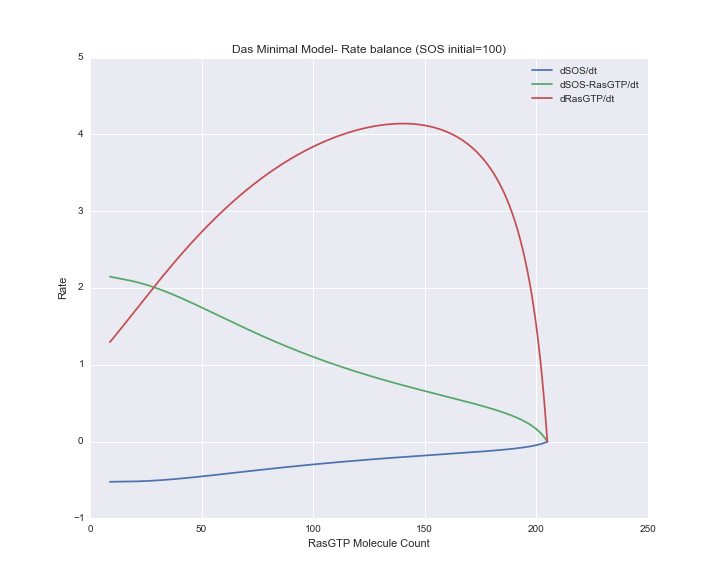 Das Minimal Model- Rate balance (SOS initial=100)
dSOS/dt
dSOS-RasGTP/dt
dRasGTP/dt
5
4
3
2
1
0
−1
Rate
0 50 100 150 200 250
RasGTP Molecule Count